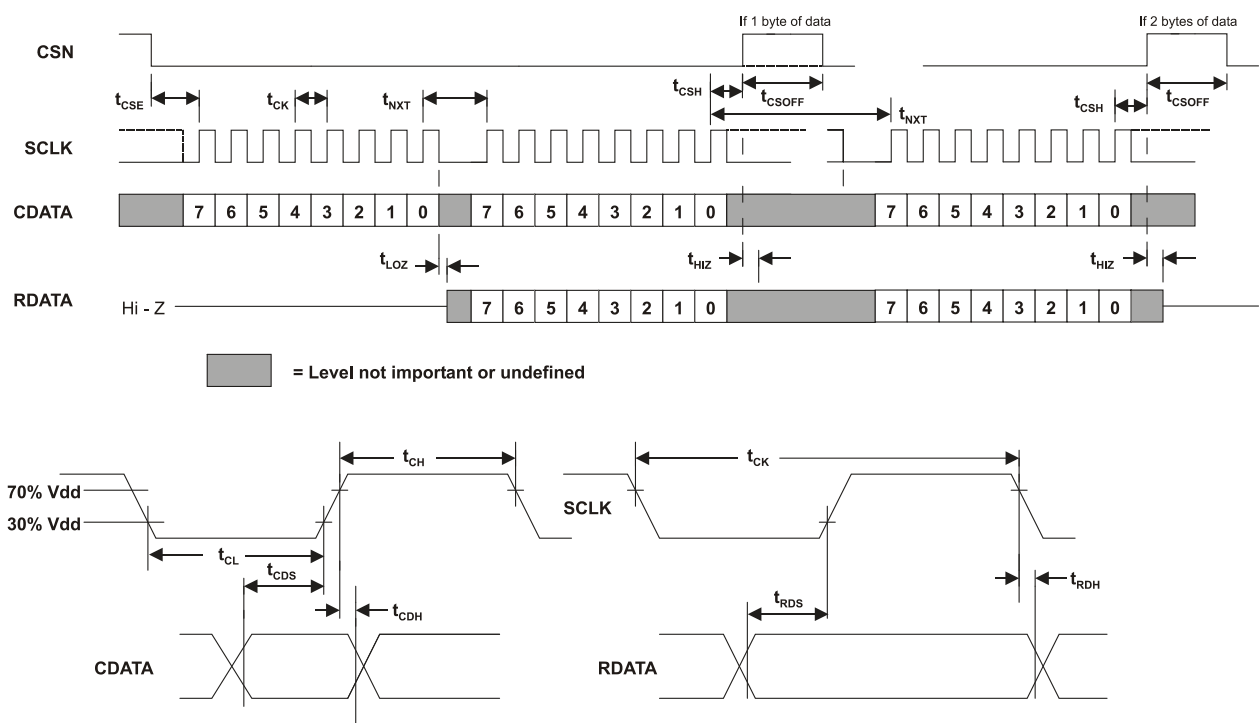 If 1 byte of data
If 2 bytes of data
CSN
tCSE
tCK
tNXT
tCSH
tCSOFF
tNXT
tCSH
tCSOFF
SCLK
CDATA
7 6 5 4 3 2 1 0
7 6 5 4 3 2 1 0
7 6 5 4 3 2 1 0
tLOZ
tHIZ
tHIZ
RDATA
Hi - Z
7 6 5 4 3 2 1 0
7 6 5 4 3 2 1 0
= Level not important or undefined
tCH
tCK
70% Vdd
30% Vdd
SCLK
tCL
tCDS
tCDH
tRDS
tRDH
CDATA
RDATA